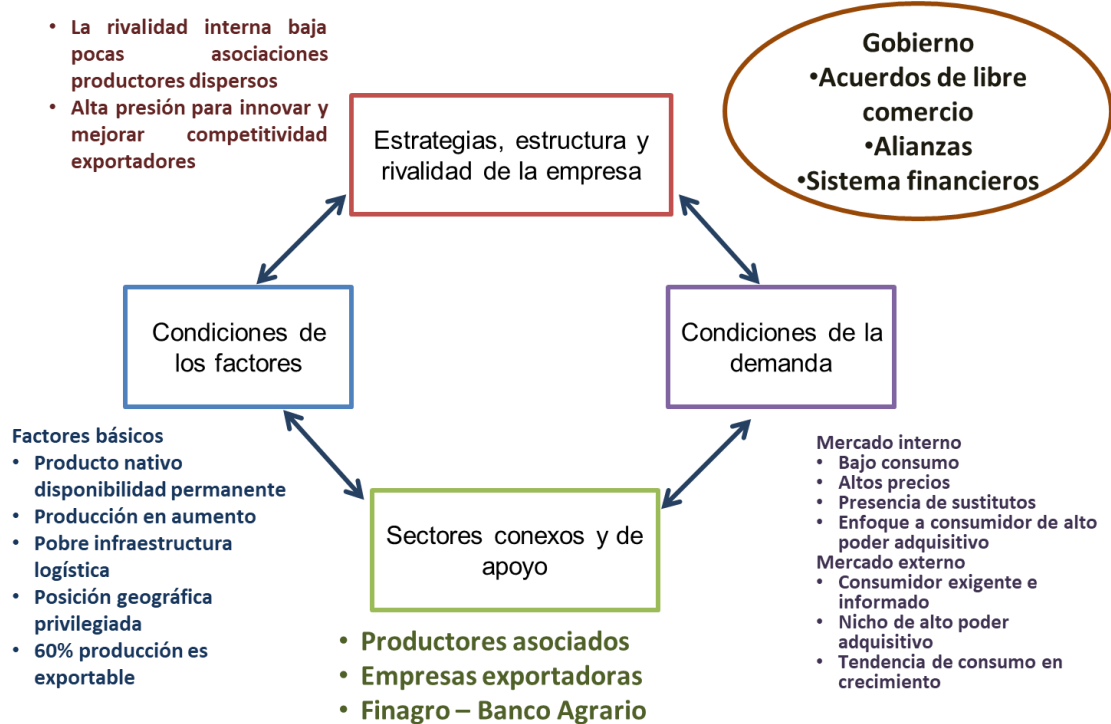 • La rivalidad interna baja
pocas asociaciones
productores dispersos
• Alta presión para innovar y
mejorar competitividad
exportadores
Gobierno
•Acuerdos de libre
comercio
•Alianzas
•Sistema financieros
Estrategias, estructura y
rivalidad de la empresa
Condiciones de
los factores
Condiciones de la
demanda
Factores básicos
• Producto nativo
disponibilidad permanente
• Producción en aumento
• Pobre infraestructura
logística
• Posición geográfica
privilegiada
• 60% producción es
exportable
Sectores conexos y de
apoyo
• Productores asociados
• Empresas exportadoras
• Finagro – Banco Agrario
Mercado interno
• Bajo consumo
• Altos precios
• Presencia de sustitutos
• Enfoque a consumidor de alto
poder adquisitivo
Mercado externo
• Consumidor exigente e
informado
• Nicho de alto poder
adquisitivo
• Tendencia de consumo en
crecimiento